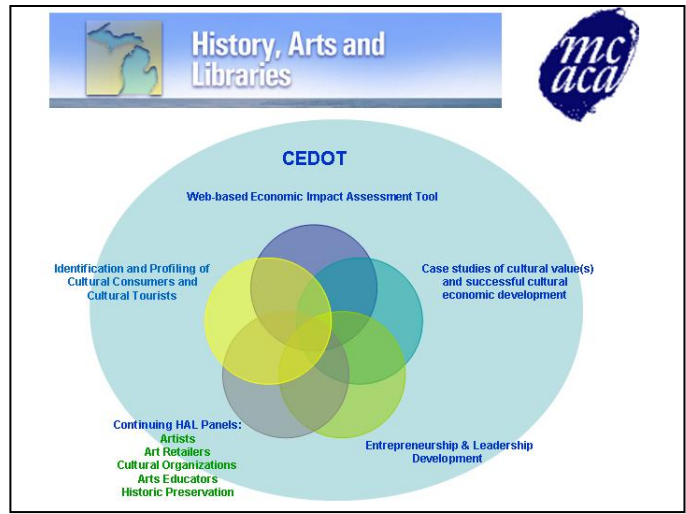 History, Arts and
Libraries
mc
aca
CEDOT
Web-based Economic Impact Assessment Tool
Identification and Profiling of
Cultural Consumers and
Cultural Tourists
Case studies of cultural value(s)
and successful cultural
economic development
Continuing HAL Panels:
Artists
Art Retailers
Cultural Organizations
Arts Educators
Historic Preservation
Entrepreneurship & Leadership
Development